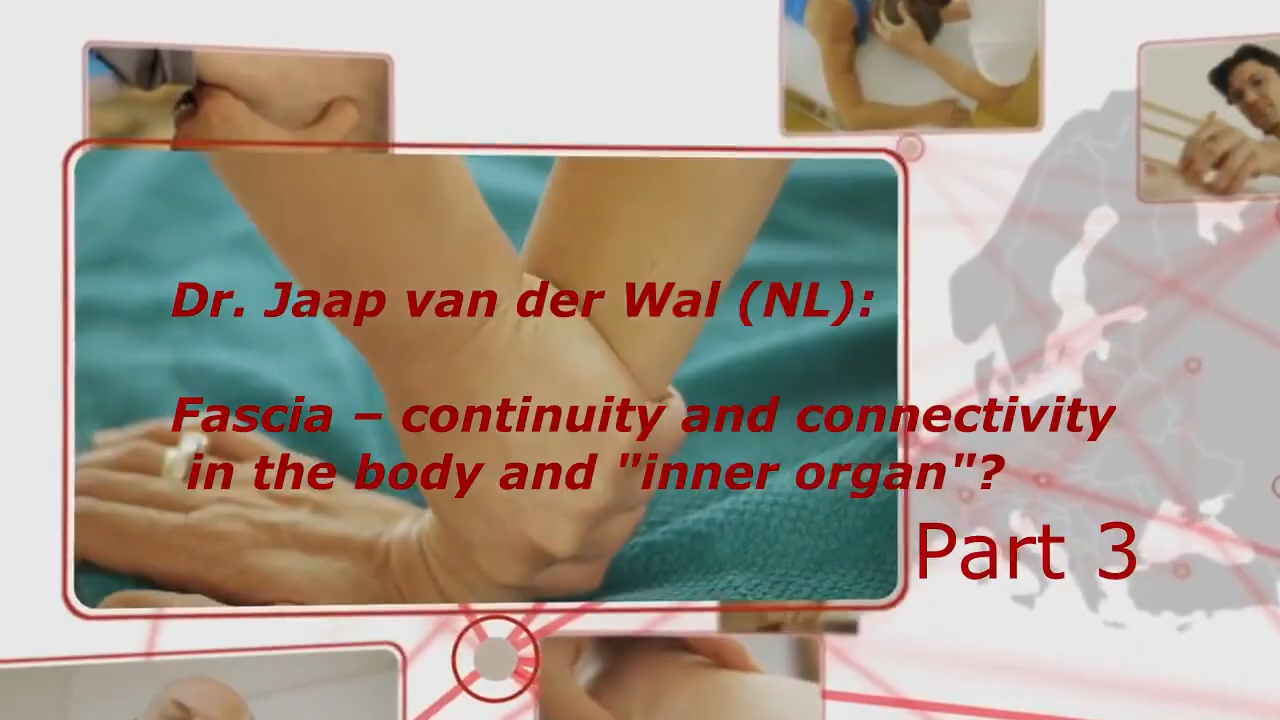 Dr. Jaap van der Wal (NL):
Fascia – continuity and connectivity
in the body and "inner organ"?
Part 3